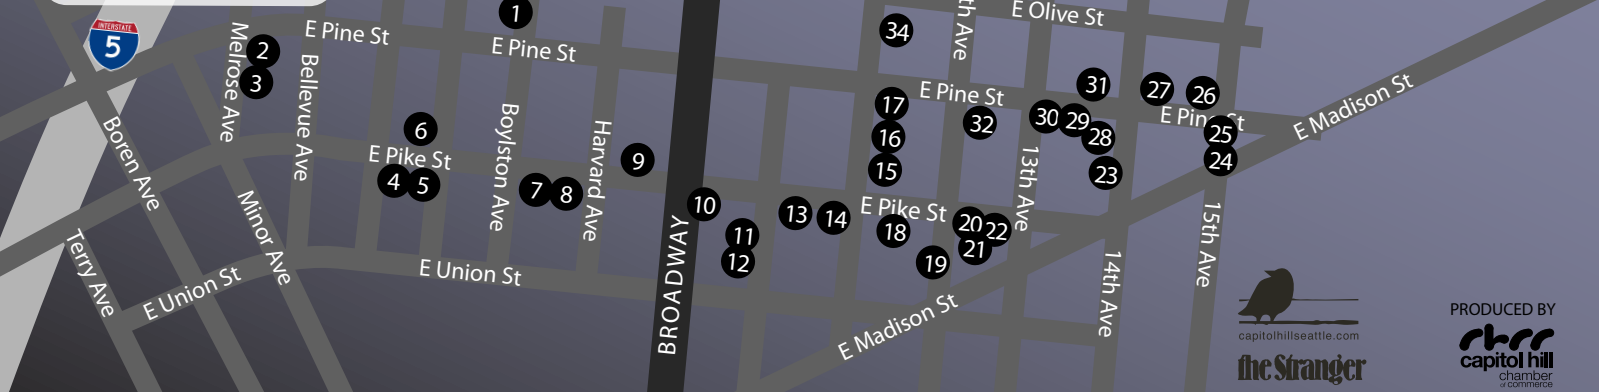 1
E Olive St
th Ave
34
E Pine St
E Pine St
INTERSTATE
5
2
3
Melrose Ave
Bellevue Ave
31
27
26
E Pine St
E Pine St
E Madison St
17
32
30
29
28
25
16
24
6
15
23
Boren Ave
Boylston Ave
Harvard Ave
9
E Pike St
4
5
7
8
13th Ave
10
13
14
E Pike St
18
20
22
21
11
12
19
Minor Ave
Terry Ave
15th Ave
14th Ave
E Union St
E Union St
BROADWAY
E Madison St
capitolhillseattle.com
the Stranger
PRODUCED BY
chcc
capitol hill
chamber
of commerce